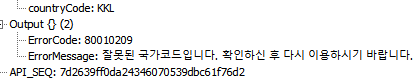 countryCode: KKL
Output {} (2)
ErrorCode: 80010209
ErrorMessage: 잘못된 국가코드입니다. 확인하신 후 다시 이용하시기 바랍니다.
API_SEQ: 7d2639ff0da24346070539dbc61f76d2